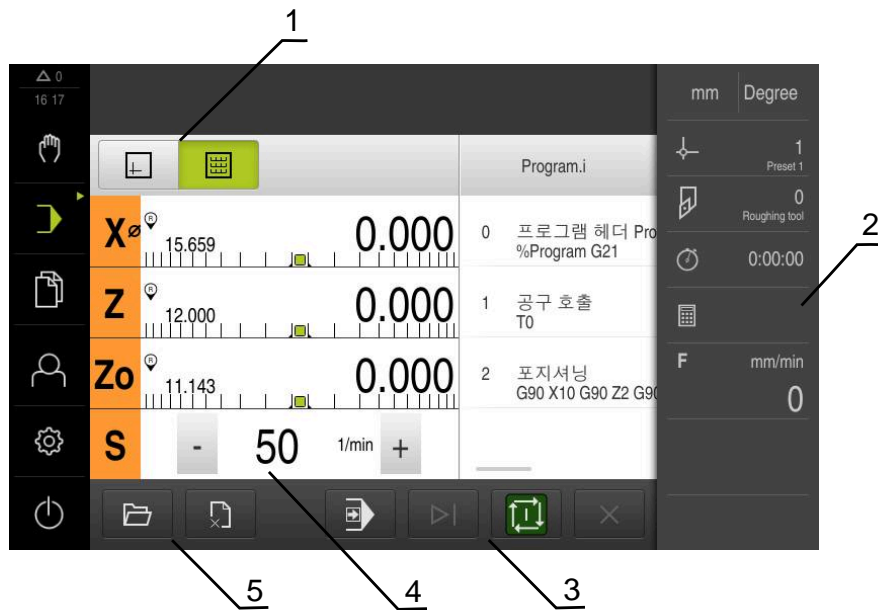 1
0
16 17
mm Degree
1
Preset 1
Program.i
0
Roughing tool
2
X⌀ R 15.659 0.000
0 프로그램 헤더 Pro
%Program G21
0:00:00
Z R 12.000 0.000
1 공구 호출
T0
Zo R 11.143 0.000
2 포지셔닝
G90 X10 G90 Z2 G90
F mm/min
0
S - 50 1/min +
5
4
3